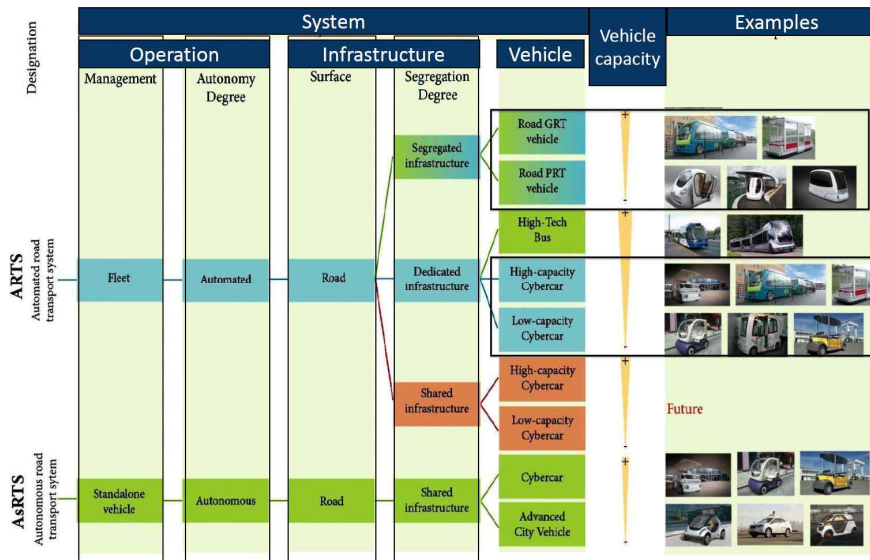 System
Vehicle
capacity
Examples
Designation
Operation
Infrastructure
Vehicle
Management
Autonomy
Degree
Surface
Segregation
Degree
Segregated
infrastructure
Road GRT
vehicle
Road PRT
vehicle
+
-
High-Tech
Bus
ARTS
Automated road
transport system
Fleet
Automated
Road
Dedicated
infrastructure
High-capacity
Cybercar
Low-capacity
Cybercar
+
-
Shared
infrastructure
High-capacity
Cybercar
Low-capacity
Cybercar
+
-
Future
AsRTS
Autonomous road
transport sytem
Standalone
vehicle
Autonomous
Road
Shared
infrastructure
Cybercar
Advanced
City Vehicle
+
-